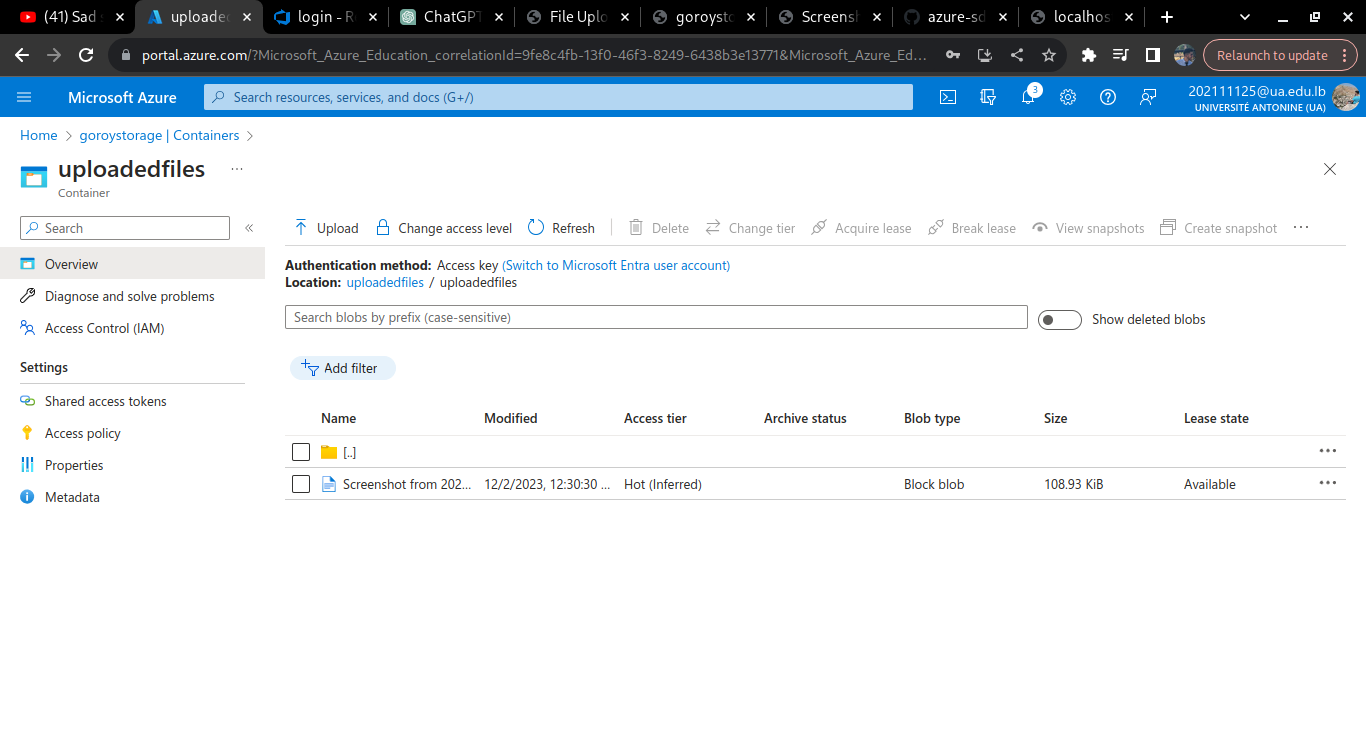 (41) Sad s
uploaded
login - R
ChatGPT
File Uplo
goroysto
Screensh
azure-sd
localhos
portal.azure.com/?Microsoft_Azure_Education_correlationId=9fe8c4fb-13f0-46f3-8249-6438b3e13771&Microsoft_Azure_Ed...
Relaunch to update
Microsoft Azure
Search resources, services, and docs (G+/)
3
202111125@ua.edu.lb
UNIVERSITÉ ANTONINE (UA)
Home > goroystorage | Containers >
uploadedfiles ...
Container
Search
«
Overview
Diagnose and solve problems
Access Control (IAM)
Settings
Shared access tokens
Access policy
Properties
Metadata
Upload Change access level Refresh Delete Change tier Acquire lease Break lease View snapshots Create snapshot ...
Authentication method: Access key (Switch to Microsoft Entra user account)
Location: uploadedfiles / uploadedfiles
Search blobs by prefix (case-sensitive)
Show deleted blobs
Add filter
Name Modified Access tier Archive status Blob type Size Lease state
[..] ...
Screenshot from 202... 12/2/2023, 12:30:30 ... Hot (Inferred) Block blob 108.93 KiB Available ...